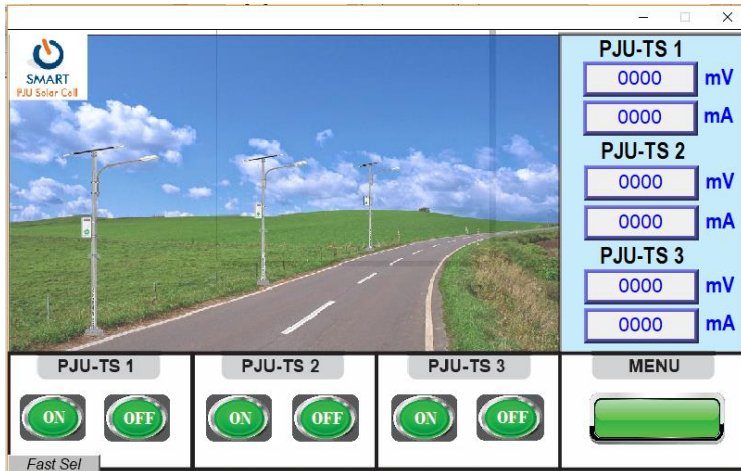 SMART
PJU Solar Cell
PJU-TS 1
0000 mV
0000 mA
PJU-TS 2
0000 mV
0000 mA
PJU-TS 3
0000 mV
0000 mA
PJU-TS 1
PJU-TS 2
PJU-TS 3
MENU
ON OFF
ON OFF
ON OFF
Fast Sel